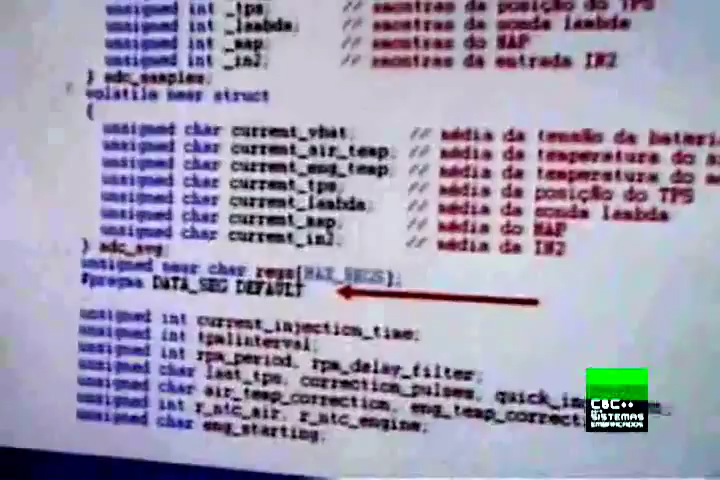 unsigned int _tps; // amostras da posição do TPS
unsigned int _lambda; // amostras da sonda lambda
unsigned int _map; // amostras do MAP
unsigned int _in2; // amostras da entrada IN2
} adc_samples;
volatile near struct
{
unsigned char current_vbat; // média da tensão da
unsigned char current_air_temp; // média da temperatura do
unsigned char current_eng_temp; // média da temperatura do
unsigned char current_tps; // média da posição do TPS
unsigned char current_lambda; // média da sonda lambda
unsigned char current_map; // média do MAP
unsigned char current_in2; // média da IN2
} adc_avg;
unsigned near char regs[MAX_REGS];
#pragma DATA_SEG DEFAULT
unsigned int current_injection_time;
unsigned int tpmlinterval;
unsigned int rpm_period, rpm_delay_filter;
unsigned char last_tps, correction_pulses,
unsigned char air_temp_correction,
unsigned int r_ntc_air, r_ntc_engine;
unsigned char eng_starting;
C&C++
SISTEMAS
EMBARCADOS